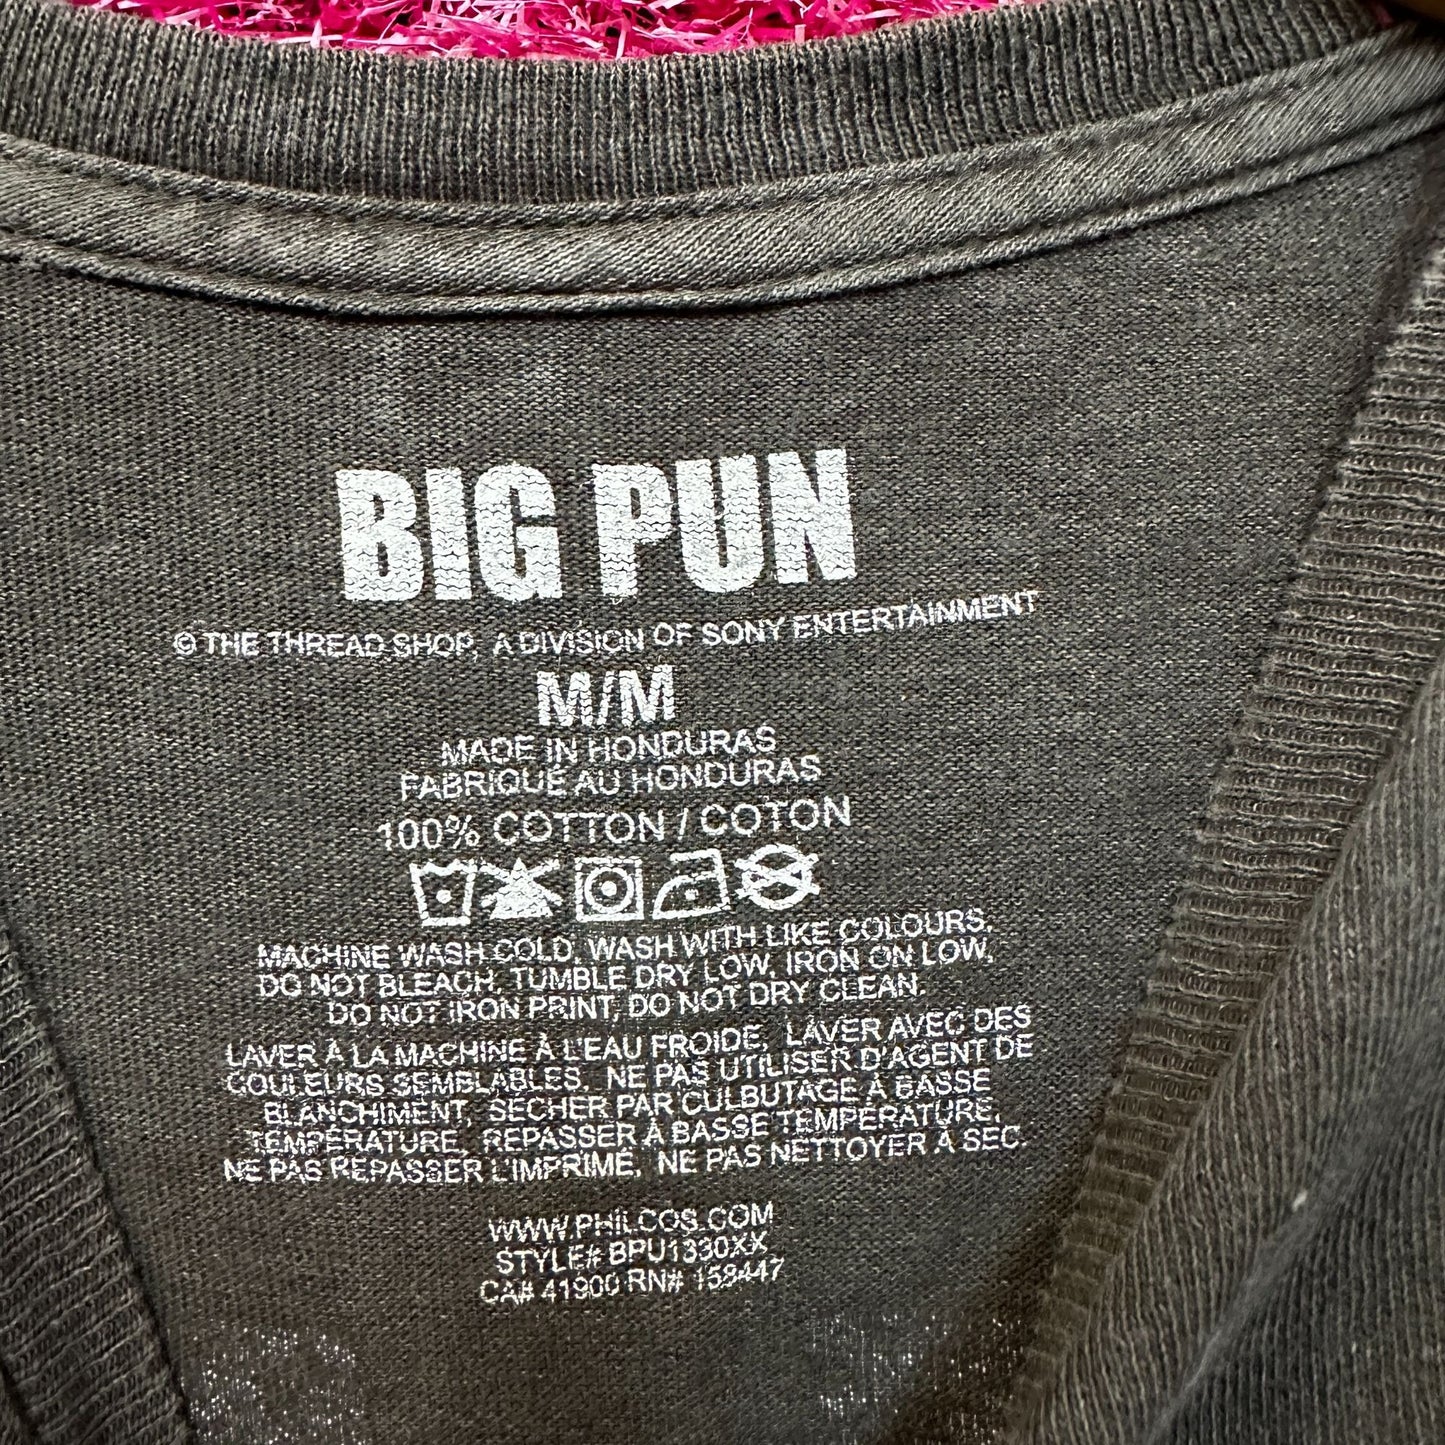 BIG PUN
© THE THREAD SHOP, A DIVISION OF SONY ENTERTAINMENT
M/M
MADE IN HONDURAS
FABRIQUÉ AU HONDURAS
100% COTTON / COTON
MACHINE WASH COLD, WASH WITH LIKE COLOURS,
DO NOT BLEACH, TUMBLE DRY LOW, IRON ON LOW,
DO NOT IRON PRINT, DO NOT DRY CLEAN.
LAVER À LA MACHINE À L'EAU FROIDE, LAVER AVEC DES
COULEURS SEMBLABLES, NE PAS UTILISER D'AGENT DE
BLANCHIMENT, SÉCHER PAR CULBUTAGE À BASSE
TEMPÉRATURE, REPASSER À BASSE TEMPÉRATURE,
NE PAS REPASSER L'IMPRIMÉ, NE PAS NETTOYER À SEC.
WWW.PHILCOS.COM
STYLE# BPU1330XX
CA# 41900 RN# 158447